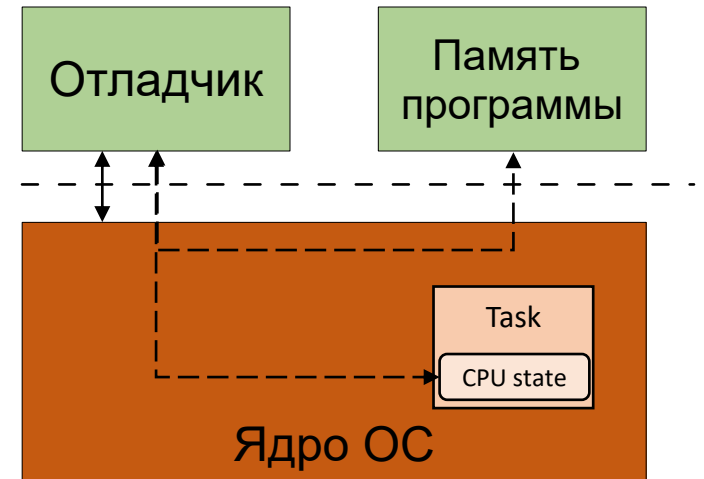 Отладчик
Память
программы
Task
CPU state
Ядро ОС